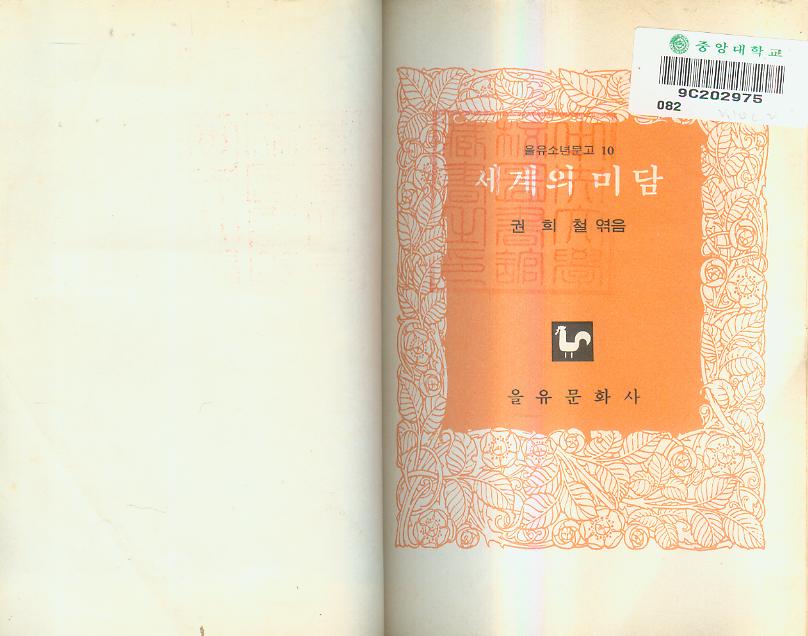 중앙대학교
9C202975
082
을유소년문고 10
세계의 미담
권 희 철 엮음
을유문화사